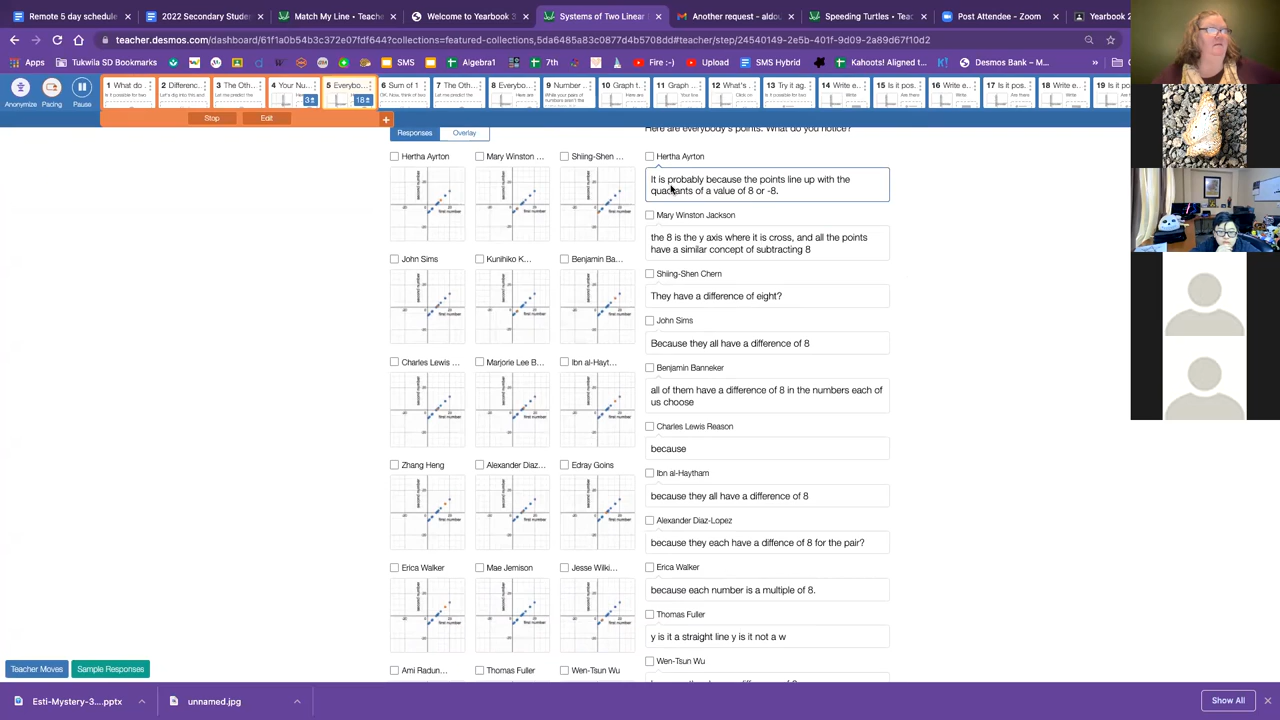 Remote 5 day schedule
2022 Secondary Studen
Match My Line - Teache
Welcome to Yearbook
Systems of Two Linear
Another request - aldou
Speeding Turtles - Teac
Post Attendee - Zoom
Yearbook 2
teacher.desmos.com/dashboard/61f1a0b54b3c372e07fdf644?collections=featured-collections,5da6485a83c0877d4b5708dd#teacher/step/24540149-2e5b-401f-9d09-2a89d67f10d2
Apps
Tukwila SD Bookmarks
SMS
Algebra1
Fire :-)
Upload
SMS Hybrid
Kahoots!
Algebra1 Matching...
Desmos Bank – M...
Anonymize
Pacing
Pause
1 What do
2 Differenc.
3 The Oth.
4 Your Nu.
5 Everybo.
6 Sum of 1
7 The Oth.
8 Everybo.
9 Number
10 Graph t.
11 Graph
12 What's
13 Try it ag.
14 Write e.
15 Is it pos.
16 Write e.
17 Is it pos.
18 Write e.
19 Is it pos
Stop
Edit
+
Responses
Overlay
Here are everybody's points. What do you notice?
Hertha Ayrton
Mary Winston ...
Shiing-Shen ...
John Sims
Kunihiko K...
Benjamin Ba...
Charles Lewis ...
Marjorie Lee B...
Ibn al-Hayt...
Zhang Heng
Alexander Diaz...
Edray Goins
Erica Walker
Mae Jemison
Jesse Wilki...
Ami Radun...
Thomas Fuller
Wen-Tsun Wu
Hertha Ayrton
It is probably because the points line up with the
quadrants of a value of 8 or -8.
Mary Winston Jackson
the 8 is the y axis where it is cross, and all the points
have a similar concept of subtracting 8
Shiing-Shen Chern
They have a difference of eight?
John Sims
Because they all have a difference of 8
Benjamin Banneker
all of them have a difference of 8 in the numbers each of
us choose
Charles Lewis Reason
because
Ibn al-Haytham
because they all have a difference of 8
Alexander Diaz-Lopez
because they each have a diffence of 8 for the pair?
Erica Walker
because each number is a multiple of 8.
Thomas Fuller
y is it a straight line y is it not a w
Wen-Tsun Wu
Teacher Moves
Sample Responses
Esti-Mystery-3....pptx
unnamed.jpg
Show All